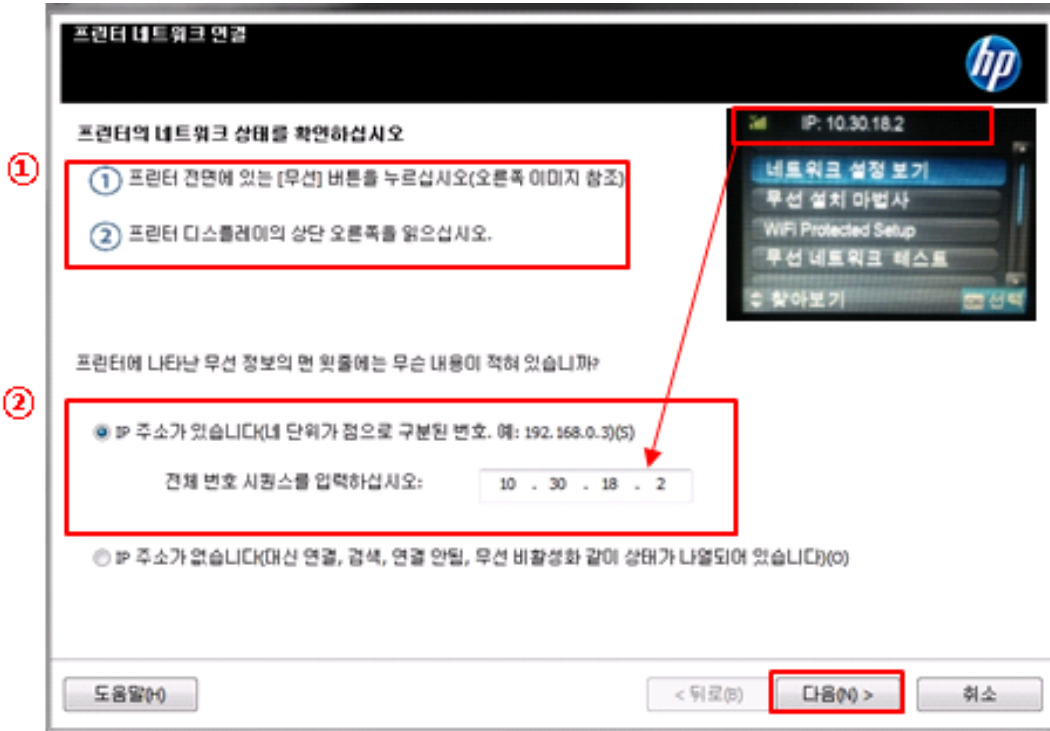 프린터 네트워크 연결
hp
프린터의 네트워크 상태를 확인하십시오
IP: 10.30.18.2
①
① 프린터 전면에 있는 [무선] 버튼을 누르십시오(오른쪽 이미지 참조)
② 프린터 디스플레이의 상단 오른쪽을 읽으십시오.
네트워크 설정 보기
무선 설치 마법사
WiFi Protected Setup
무선 네트워크 테스트
찾아보기
OK 선택
프린터에 나타난 무선 정보의 맨 윗줄에는 무슨 내용이 적혀 있습니까?
②
IP 주소가 있습니다(네 단위가 점으로 구분된 번호. 예: 192.168.0.3)(S)
전체 번호 시퀀스를 입력하십시오: 10 . 30 . 18 . 2
IP 주소가 없습니다(대신 연결, 검색, 연결 안됨, 무선 비활성화 같이 상태가 나열되어 있습니다)(O)
도움말(H)
< 뒤로(B)
다음(N) >
취소